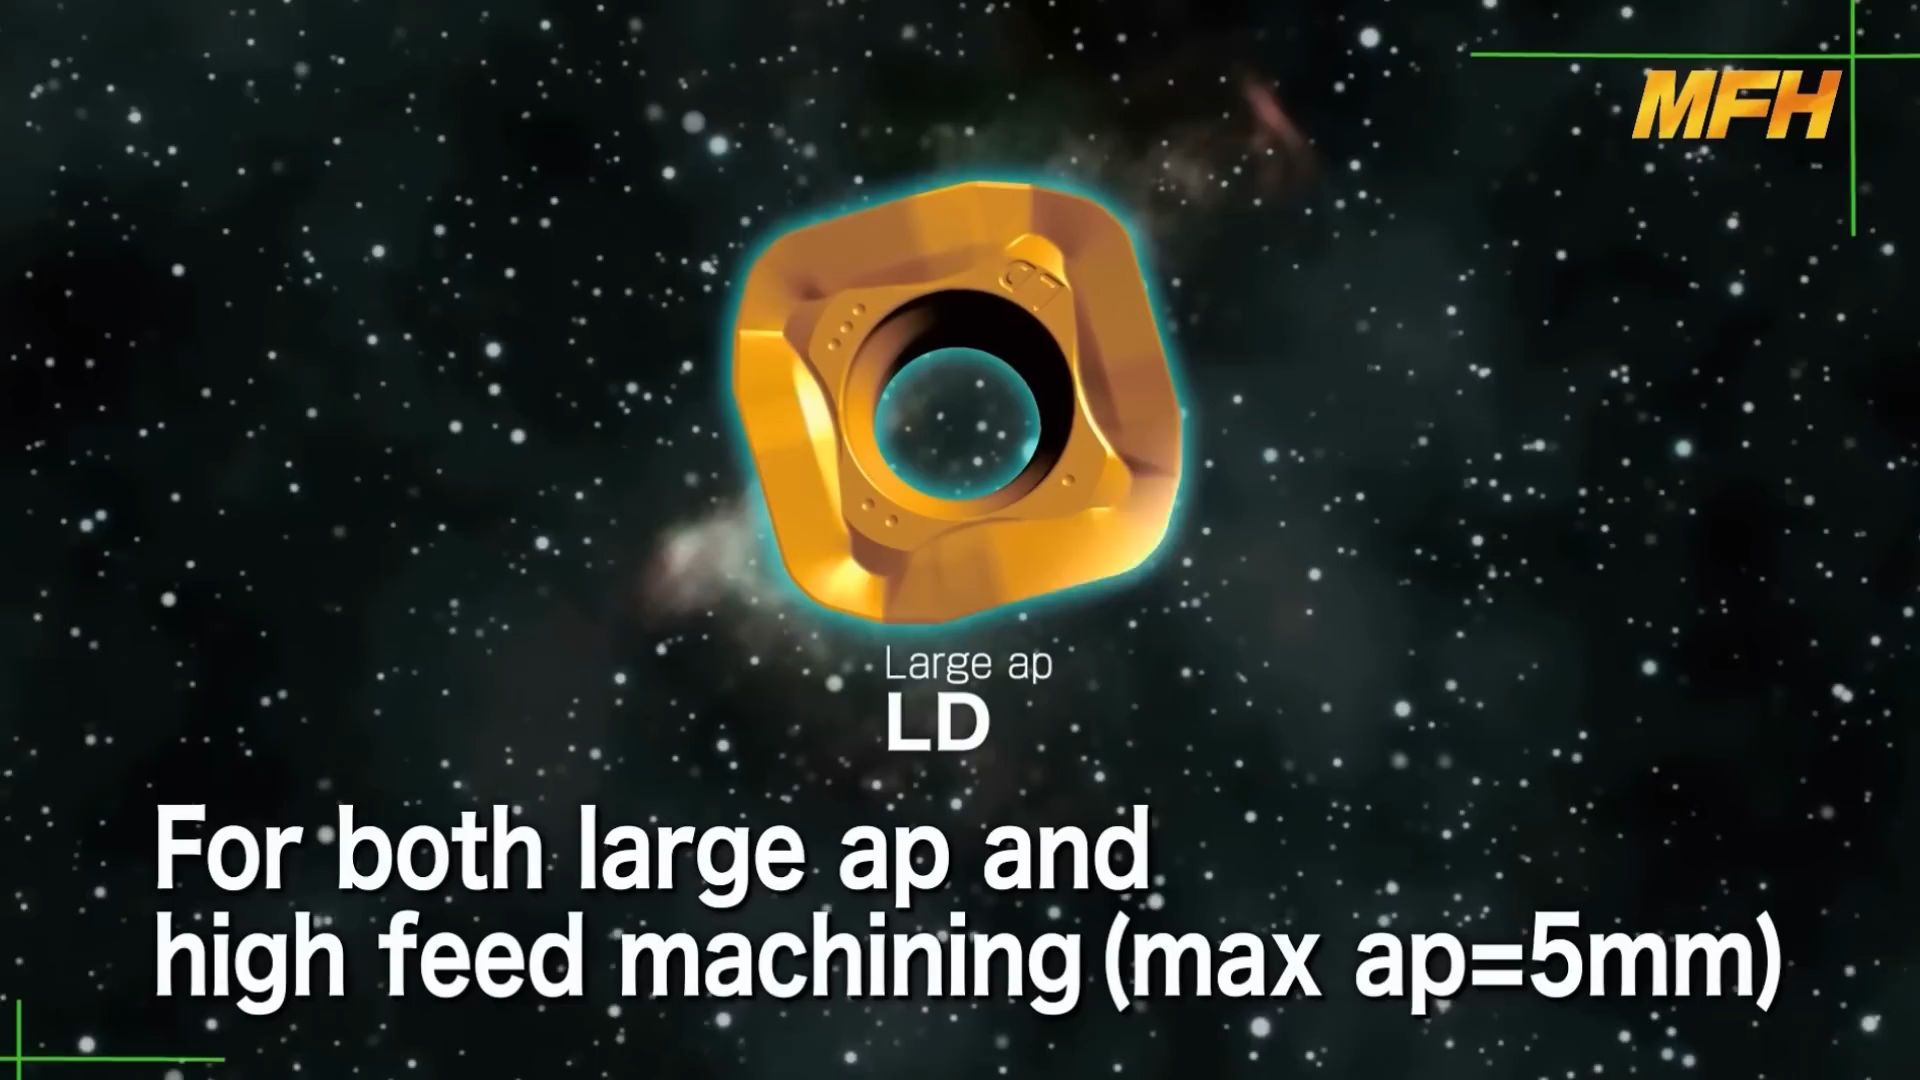 MFH
Large ap
LD
For both large ap and
high feed machining (max ap=5mm)